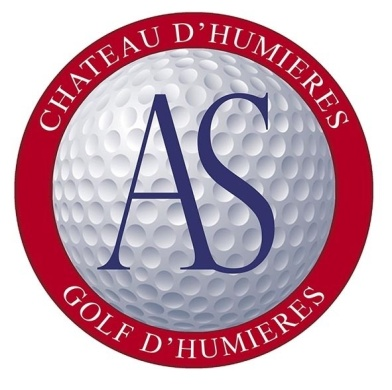 CHATEAU D'HUMIERES
AS
GOLF D'HUMIERES